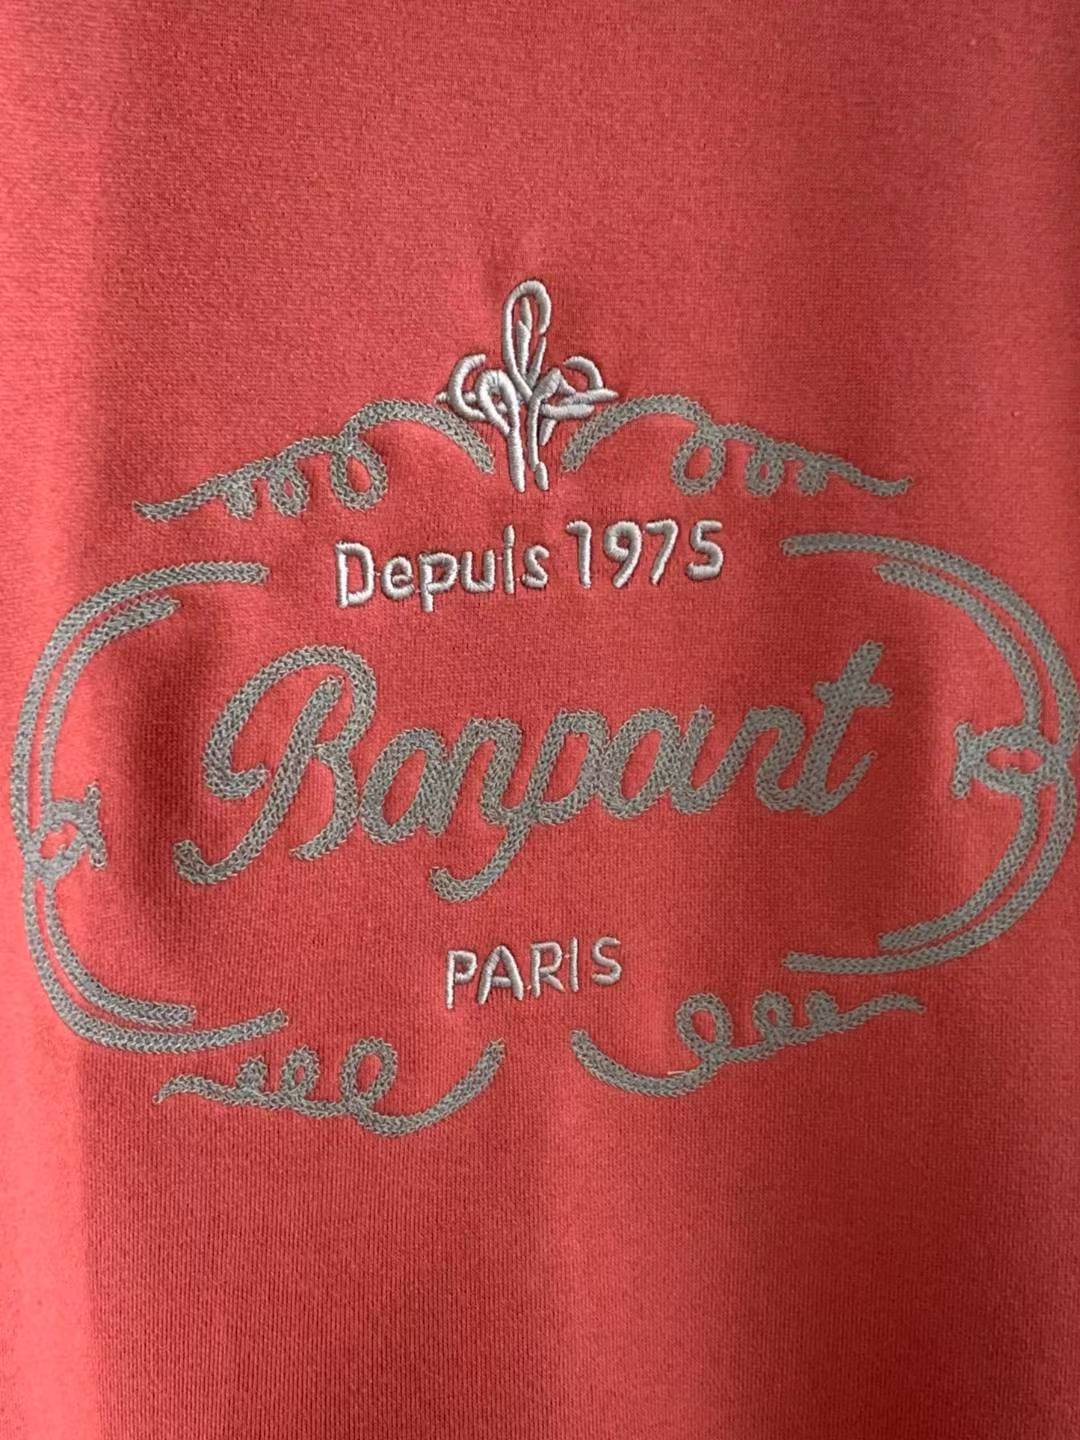 Depuis 1975
Bonpoint
PARIS